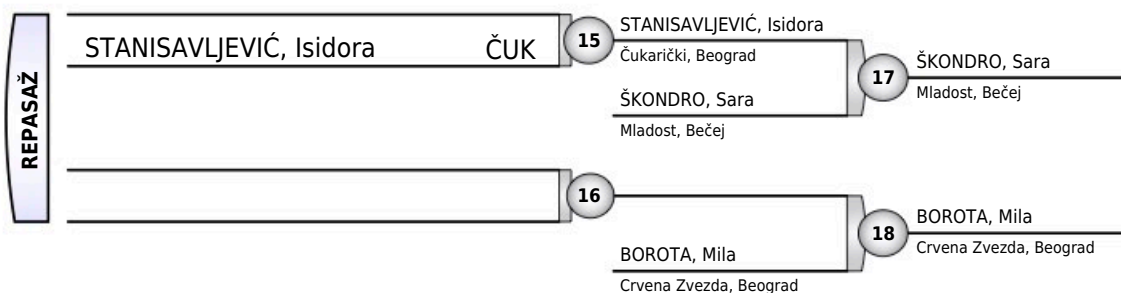 REPASAŽ
STANISAVLJEVIĆ, Isidora ČUK
15
STANISAVLJEVIĆ, Isidora
Čukarički, Beograd
ŠKONDRO, Sara
Mladost, Bečej
17
ŠKONDRO, Sara
Mladost, Bečej
16
BOROTA, Mila
Crvena Zvezda, Beograd
18
BOROTA, Mila
Crvena Zvezda, Beograd